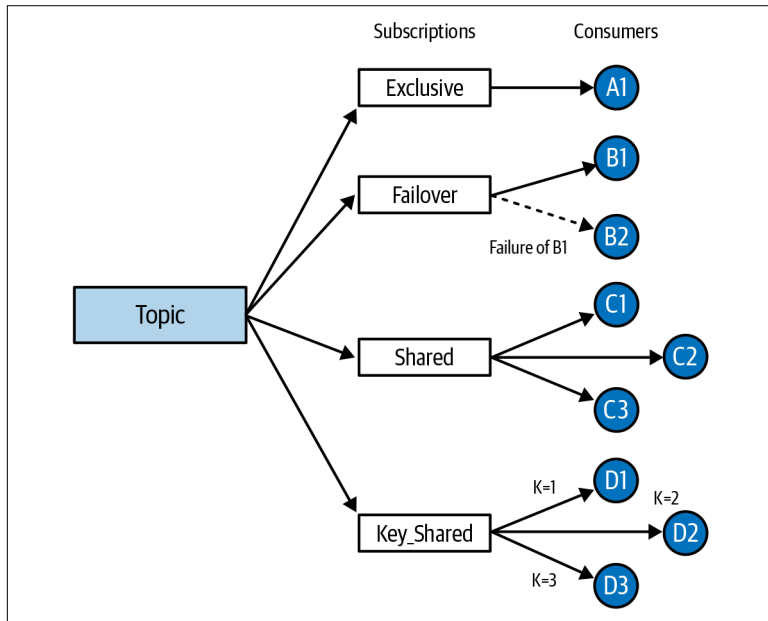 Subscriptions
Consumers
Exclusive
A1
Failover
B1
B2
Failure of B1
Topic
Shared
C1
C2
C3
Key_Shared
K=1
D1
K=2
D2
K=3
D3